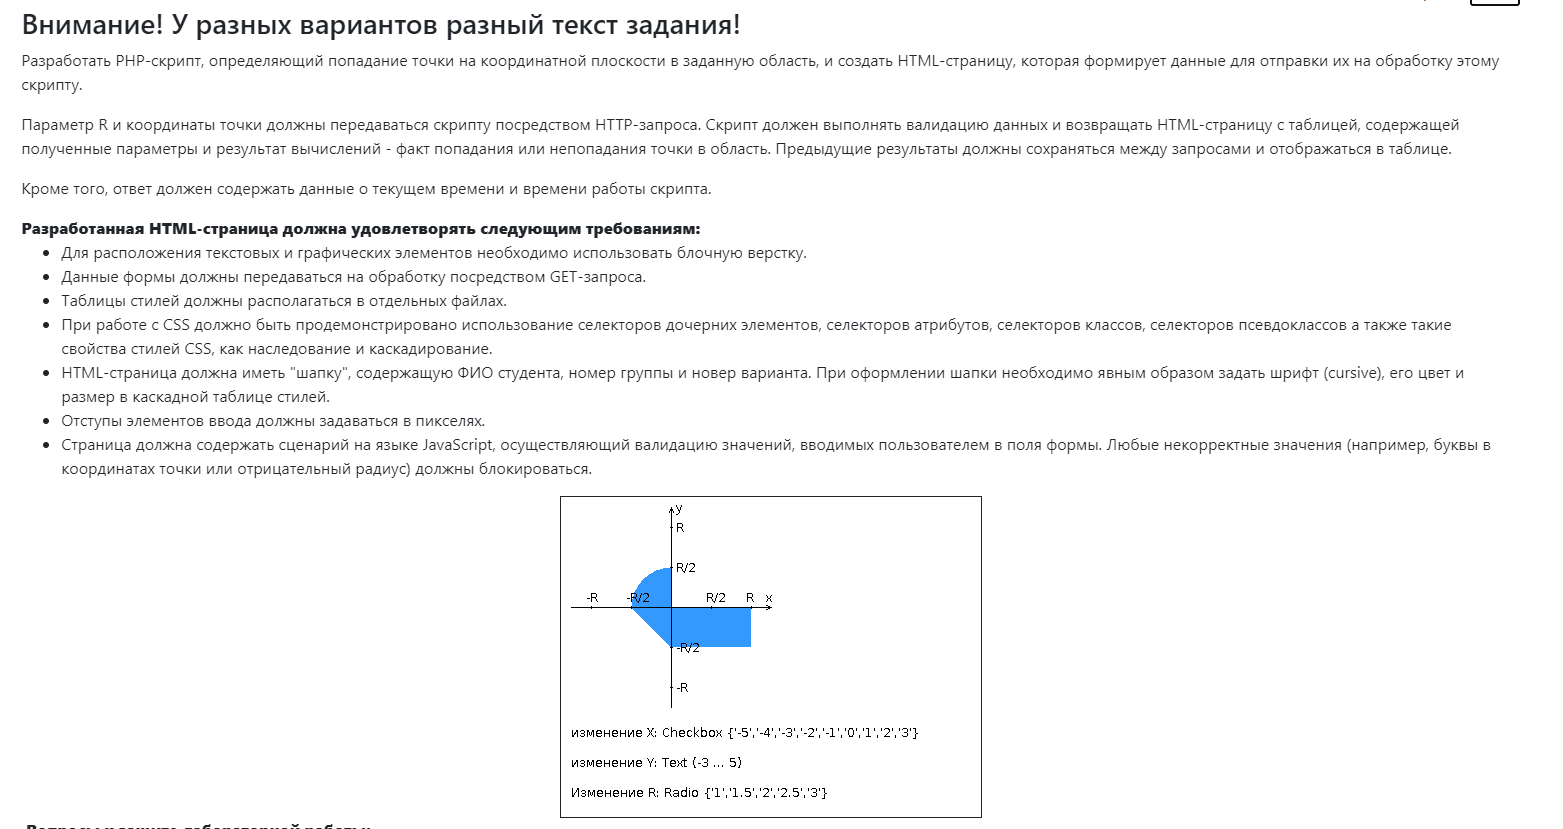 Внимание! У разных вариантов разный текст задания!
Разработать PHP-скрипт, определяющий попадание точки на координатной плоскости в заданную область, и создать HTML-страницу, которая формирует данные для отправки их на обработку этому
скрипту.
Параметр R и координаты точки должны передаваться скрипту посредством HTTP-запроса. Скрипт должен выполнять валидацию данных и возвращать HTML-страницу с таблицей, содержащей
полученные параметры и результат вычислений - факт попадания или непопадания точки в область. Предыдущие результаты должны сохраняться между запросами и отображаться в таблице.
Кроме того, ответ должен содержать данные о текущем времени и времени работы скрипта.
Разработанная HTML-страница должна удовлетворять следующим требованиям:
• Для расположения текстовых и графических элементов необходимо использовать блочную верстку.
• Данные формы должны передаваться на обработку посредством GET-запроса.
• Таблицы стилей должны располагаться в отдельных файлах.
• При работе с CSS должно быть продемонстрировано использование селекторов дочерних элементов, селекторов атрибутов, селекторов классов, селекторов псевдоклассов а также такие
свойства стилей CSS, как наследование и каскадирование.
• HTML-страница должна иметь "шапку", содержащую ФИО студента, номер группы и новер варианта. При оформлении шапки необходимо явным образом задать шрифт (cursive), его цвет и
размер в каскадной таблице стилей.
• Отступы элементов ввода должны задаваться в пикселях.
• Страница должна содержать сценарий на языке JavaScript, осуществляющий валидацию значений, вводимых пользователем в поля формы. Любые некорректные значения (например, буквы в
координатах точки или отрицательный радиус) должны блокироваться.
y
R
R/2
-R -R/2 R/2 R x
-R/2
-R
изменение X: Checkbox {'-5','-4','-3','-2','-1','0','1','2','3'}
изменение Y: Text (-3 ... 5)
Изменение R: Radio {'1','1.5','2','2.5','3'}